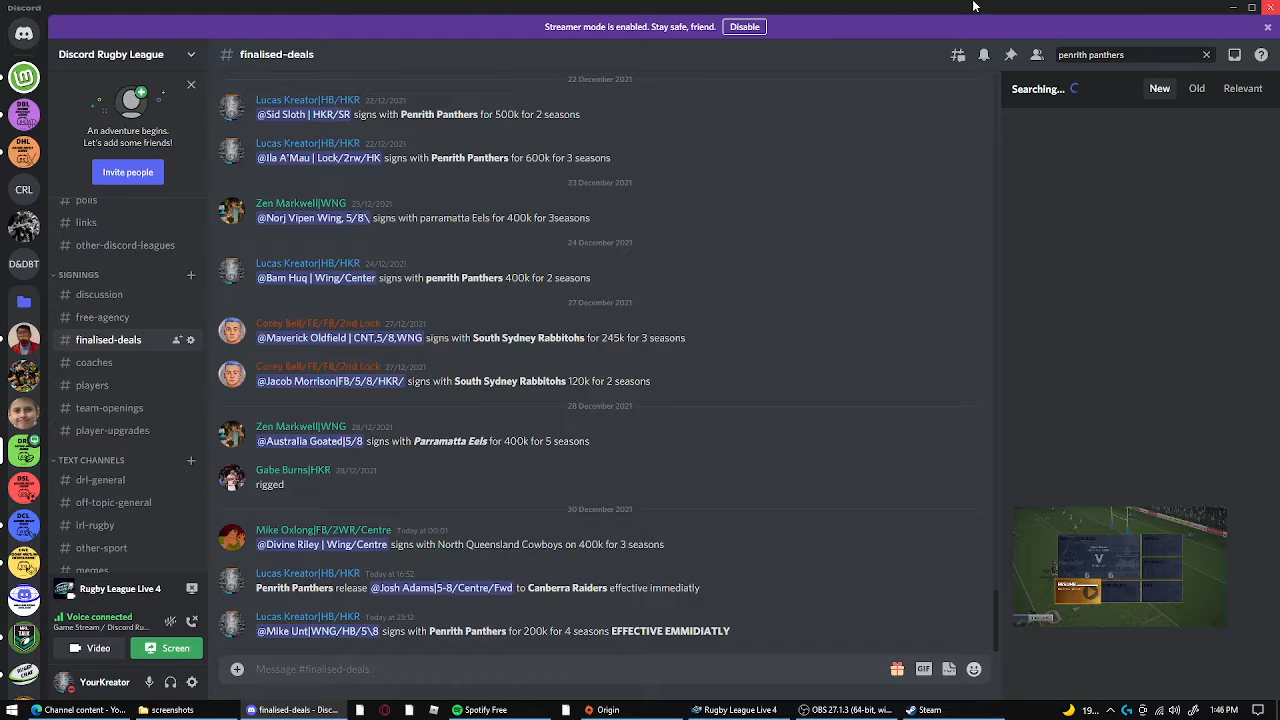 Discord
Streamer mode is enabled. Stay safe, friend. Disable
Discord Rugby League
# finalised-deals
penrith panthers
Searching...
New
Old
Relevant
An adventure begins.
Let's add some friends!
Invite people
# polls
# links
# other-discord-leagues
SIGNINGS
# discussion
# free-agency
# finalised-deals
# coaches
# players
# team-openings
# player-upgrades
TEXT CHANNELS
# drl-general
# off-topic-general
# irl-rugby
# other-sport
# memes
Rugby League Live 4
Voice connected
Game Stream / Discord Ru...
Video
Screen
YourKreator
DBL
DHL
CRL
D&DBT
DSL
DCL
NFL TALK
RUGBY CHAT
22 December 2021
Lucas Kreator|HB/HKR 22/12/2021
@Sid Sloth | HKR/SR signs with Penrith Panthers for 500k for 2 seasons
Lucas Kreator|HB/HKR 22/12/2021
@Ila A'Mau | Lock/2rw/HK signs with Penrith Panthers for 600k for 3 seasons
23 December 2021
Zen Markwell|WNG 23/12/2021
@Norj Vipen Wing, 5/8\ signs with parramatta Eels for 400k for 3seasons
24 December 2021
Lucas Kreator|HB/HKR 24/12/2021
@Bam Huq | Wing/Center signs with penrith Panthers 400k for 2 seasons
27 December 2021
Corey Bell/FE/FB/2nd Lock 27/12/2021
@Maverick Oldfield | CNT,5/8,WNG signs with South Sydney Rabbitohs for 245k for 3 seasons
Corey Bell/FE/FB/2nd Lock 27/12/2021
@Jacob Morrison|FB/5/8/HKR/ signs with South Sydney Rabbitohs 120k for 2 seasons
28 December 2021
Zen Markwell|WNG 28/12/2021
@Australia Goated|5/8 signs with Parramatta Eels for 400k for 5 seasons
Gabe Burns|HKR 28/12/2021
rigged
30 December 2021
Mike Oxlong|FB/2WR/Centre Today at 00:01
@Divine Riley | Wing/Centre signs with North Queensland Cowboys on 400k for 3 seasons
Lucas Kreator|HB/HKR Today at 16:52
Penrith Panthers release @Josh Adams|5-8/Centre/Fwd to Canberra Raiders effective immediately
Lucas Kreator|HB/HKR Today at 23:12
@Mike Unt|WNG/HB/5\8 signs with Penrith Panthers for 200k for 4 seasons EFFECTIVE EMMIDIATLY
Message #finalised-deals
GIF
V
6 6
RESUME
Channel content - Yo...
screenshots
finalised-deals - Disc...
Spotify Free
Origin
Rugby League Live 4
OBS 27.1.3 (64-bit, wi...
Steam
19...
1:46 PM